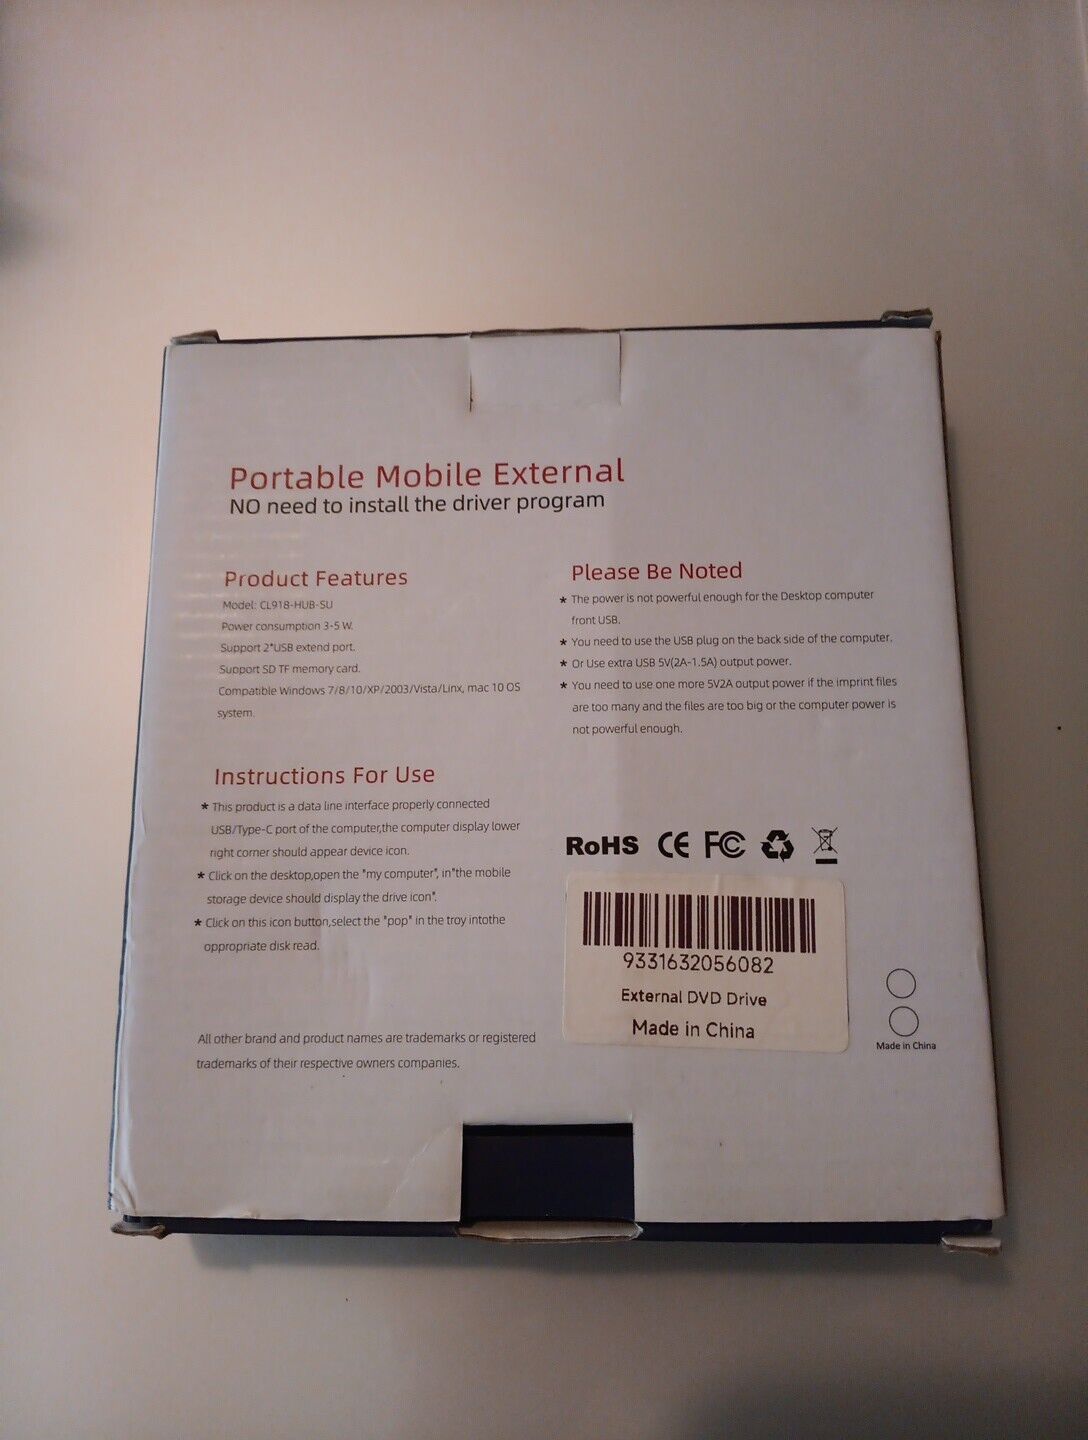 Portable Mobile External
NO need to install the driver program
Product Features
Model: CL918-HUB-SU
Power consumption 3-5 W.
Support 2*USB extend port.
Support SD TF memory card.
Compatible Windows 7/8/10/XP/2003/Vista/Linx, mac 10 OS
system.
Instructions For Use
* This product is a data line interface properly connected
USB/Type-C port of the computer,the computer display lower
right corner should appear device icon.
* Click on the desktop,open the "my computer", in"the mobile
storage device should display the drive icon".
* Click on this icon button,select the "pop" in the troy intothe
oppropriate disk read.
All other brand and product names are trademarks or registered
trademarks of their respective owners companies.
Please Be Noted
* The power is not powerful enough for the Desktop computer
front USB.
* You need to use the USB plug on the back side of the computer.
* Or Use extra USB 5V(2A-1.5A) output power.
* You need to use one more 5V2A output power if the imprint files
are too many and the files are too big or the computer power is
not powerful enough.
RoHS CE FC
9331632056082
External DVD Drive
Made in China
Made in China